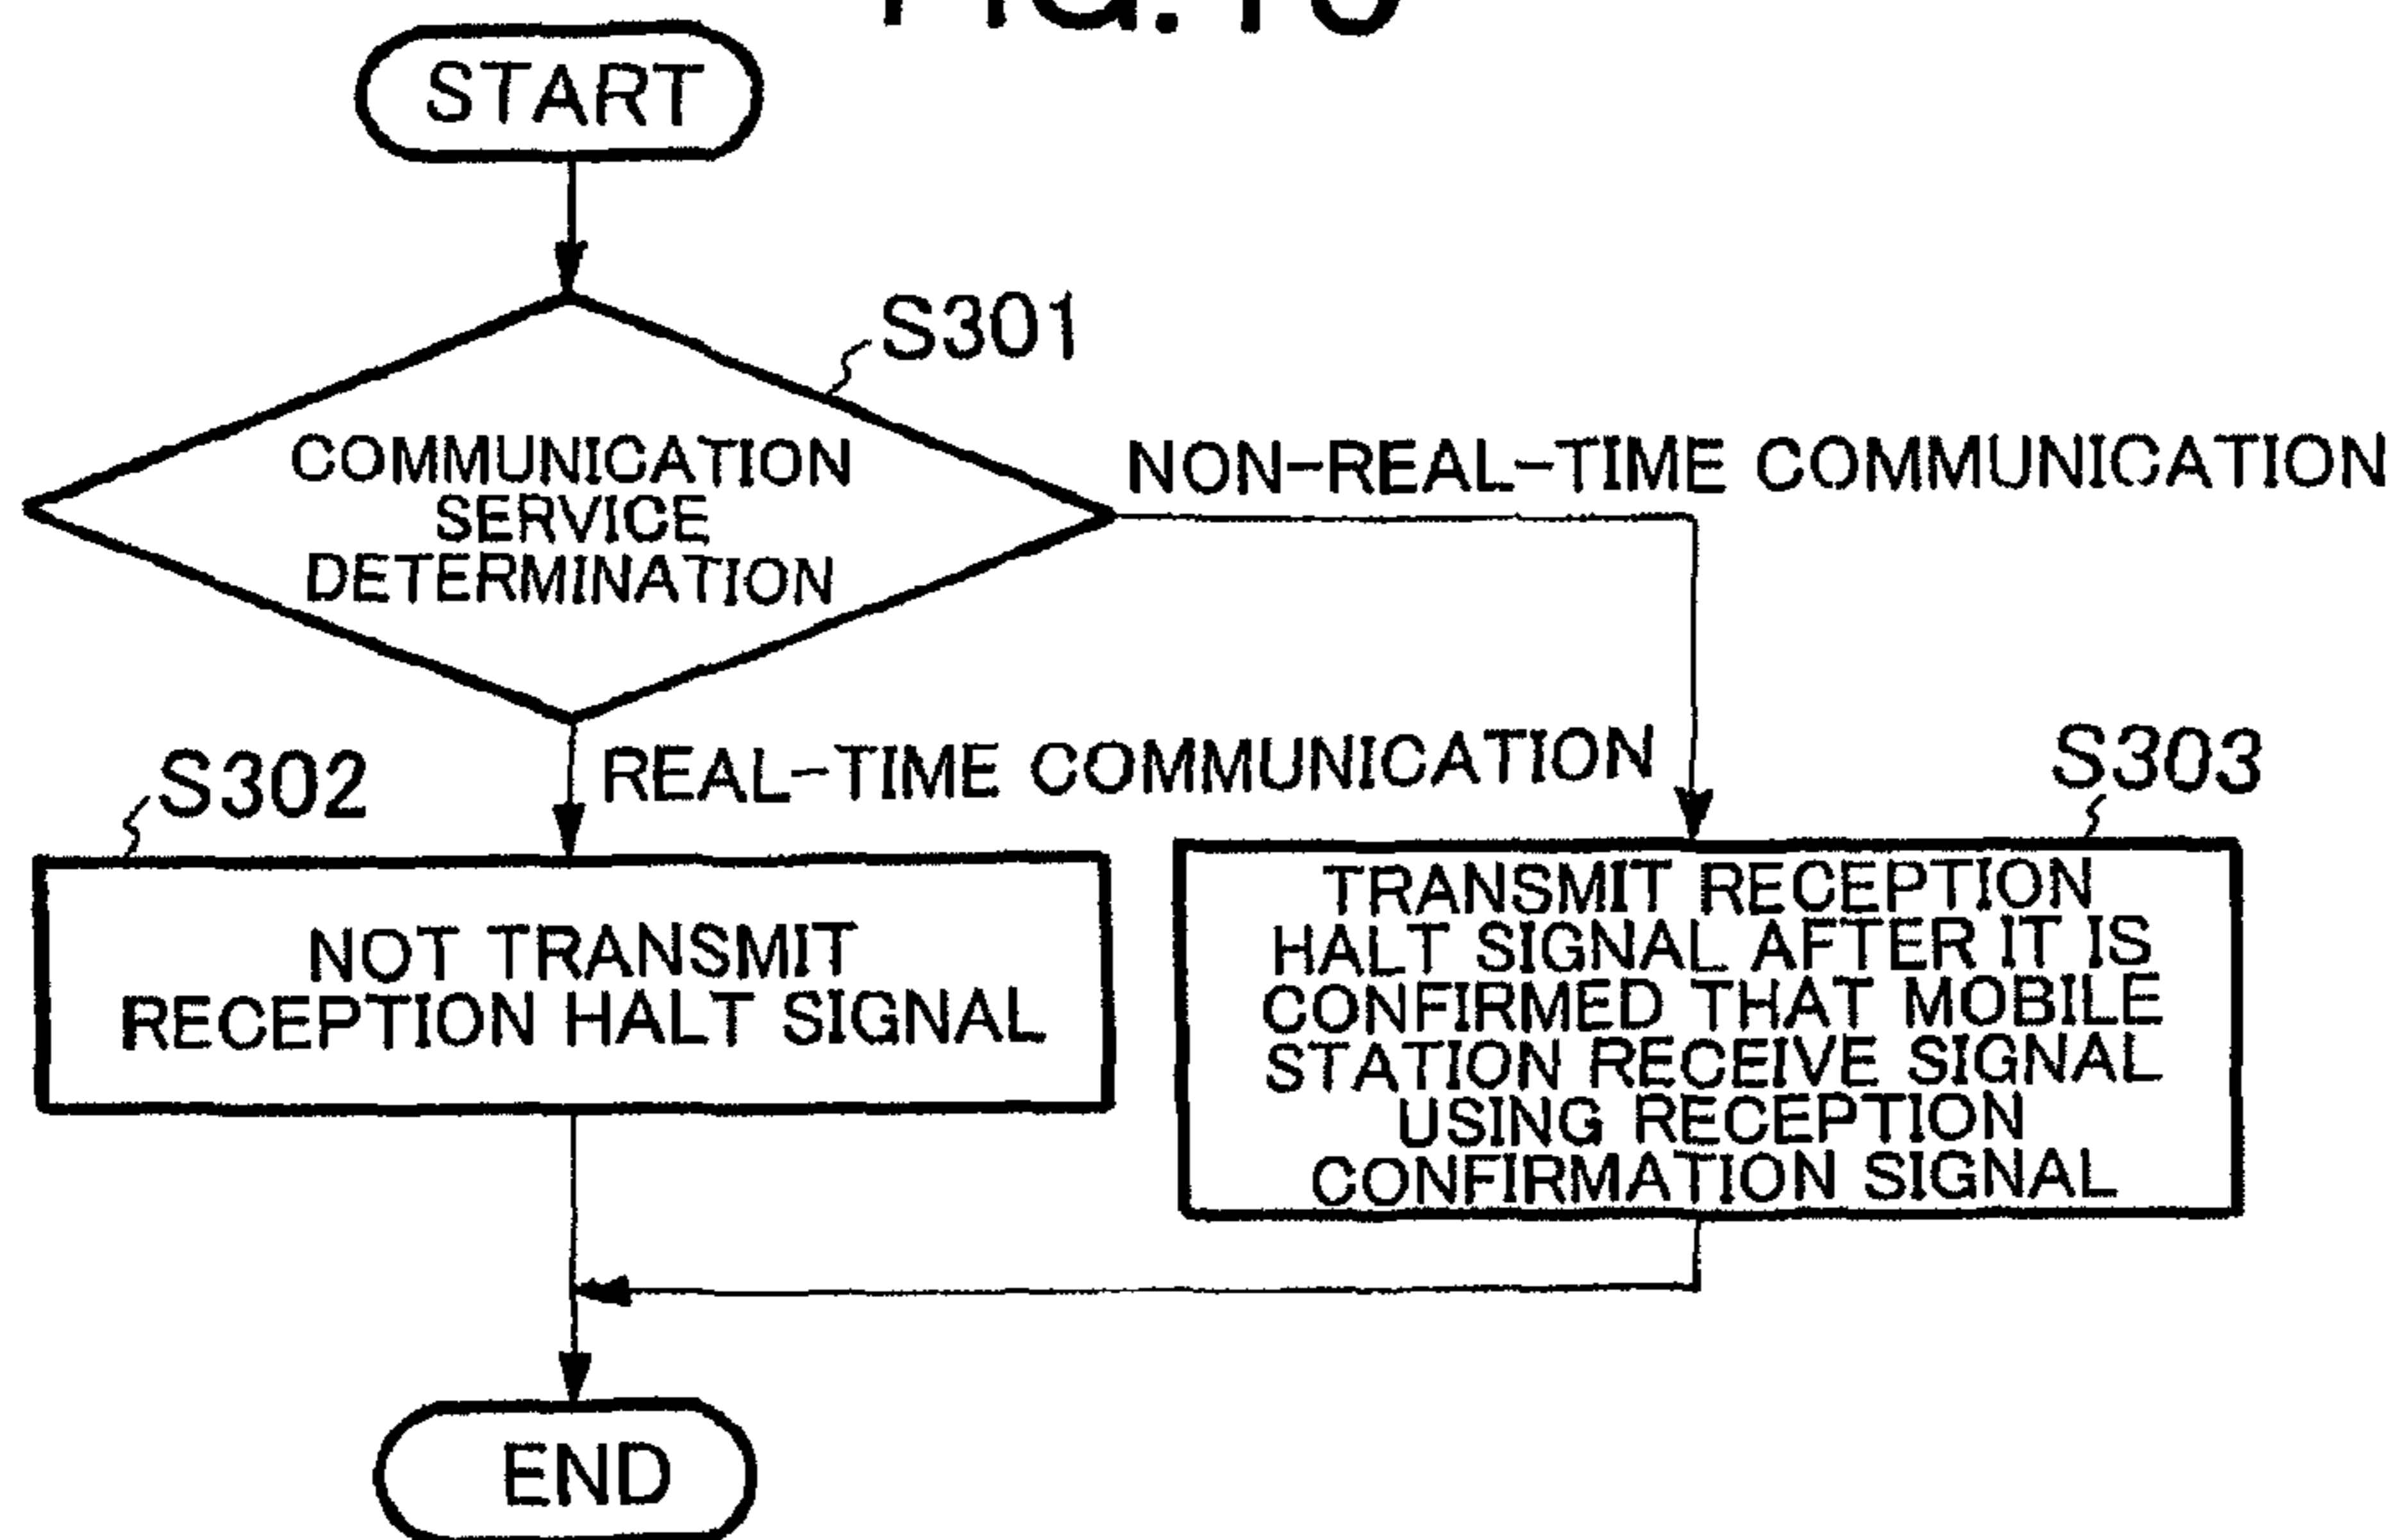 START
S301
COMMUNICATION
SERVICE
DETERMINATION
NON-REAL-TIME COMMUNICATION
REAL-TIME COMMUNICATION
S302
S303
NOT TRANSMIT
RECEPTION HALT SIGNAL
TRANSMIT RECEPTION
HALT SIGNAL AFTER IT IS
CONFIRMED THAT MOBILE
STATION RECEIVE SIGNAL
USING RECEPTION
CONFIRMATION SIGNAL
END